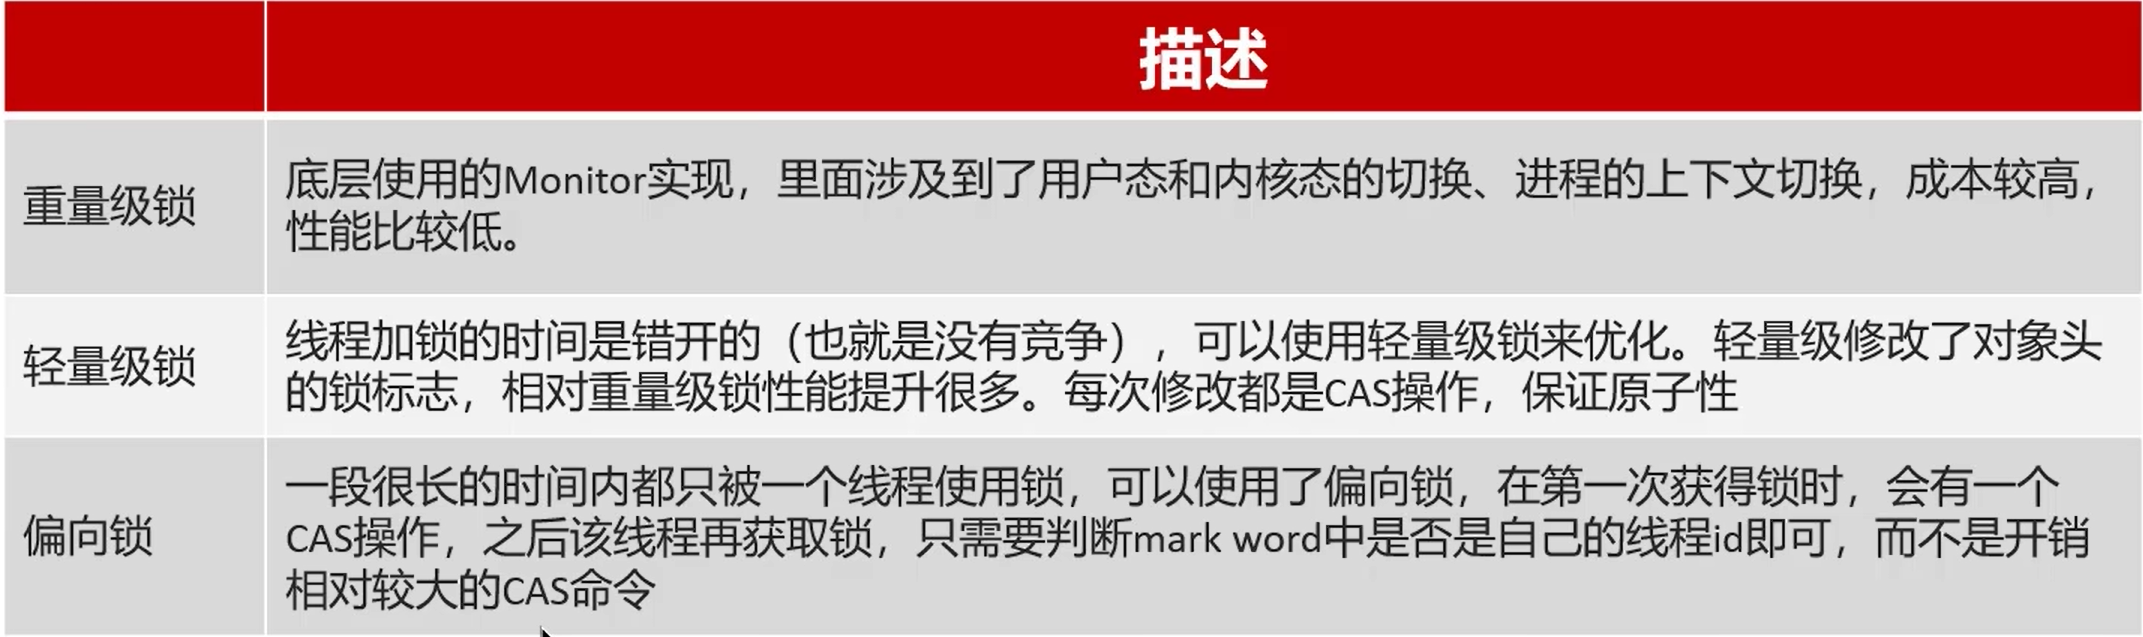 描述
重量级锁
底层使用的Monitor实现，里面涉及到了用户态和内核态的切换、进程的上下文切换，成本较高，
性能比较低。
轻量级锁
线程加锁的时间是错开的（也就是没有竞争），可以使用轻量级锁来优化。轻量级修改了对象头
的锁标志，相对重量级锁性能提升很多。每次修改都是CAS操作，保证原子性
偏向锁
一段很长的时间内都只被一个线程使用锁，可以使用了偏向锁，在第一次获得锁时，会有一个
CAS操作，之后该线程再获取锁，只需要判断mark word中是否是自己的线程id即可，而不是开销
相对较大的CAS命令